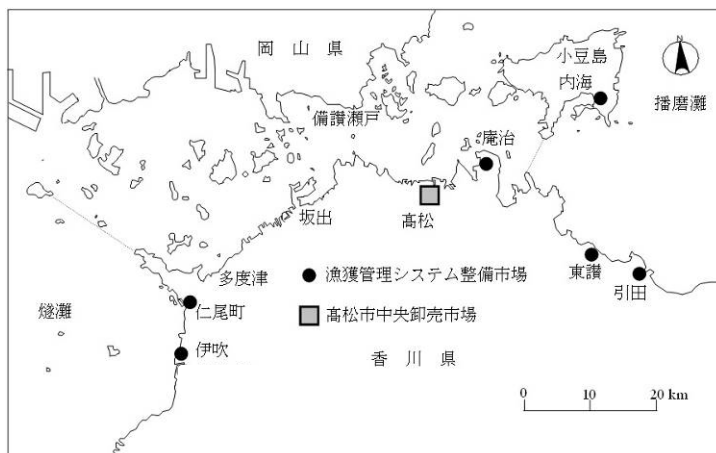 岡 山 県
小豆島
内海
N
播磨灘
備讃瀬戸
庵治
坂出
髙松
東讃
引田
多度津
燧灘
仁尾町
伊吹
漁獲管理システム整備市場
髙松市中央卸売市場
香 川 県
0 10 20 km